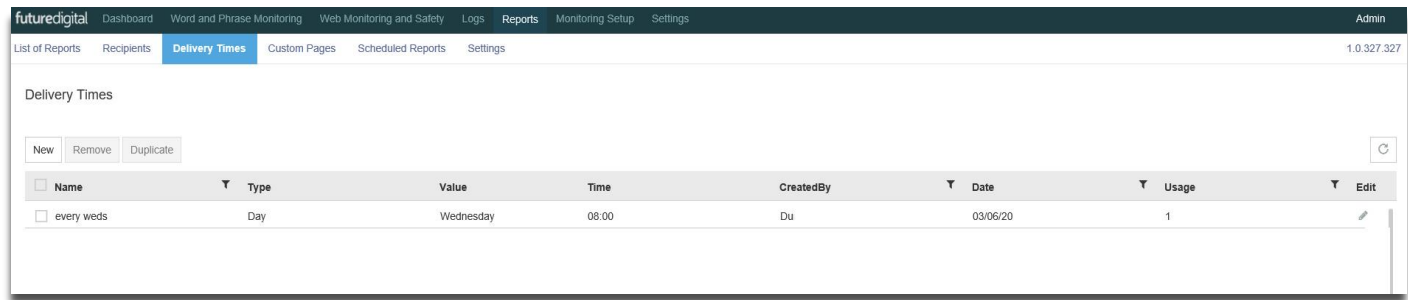 futuredigital Dashboard Word and Phrase Monitoring Web Monitoring and Safety Logs Reports Monitoring Setup Settings Admin
List of Reports Recipients Delivery Times Custom Pages Scheduled Reports Settings 1.0.327.327
Delivery Times
New Remove Duplicate
Name Type Value Time CreatedBy Date Usage Edit
every weds Day Wednesday 08:00 Du 03/06/20 1